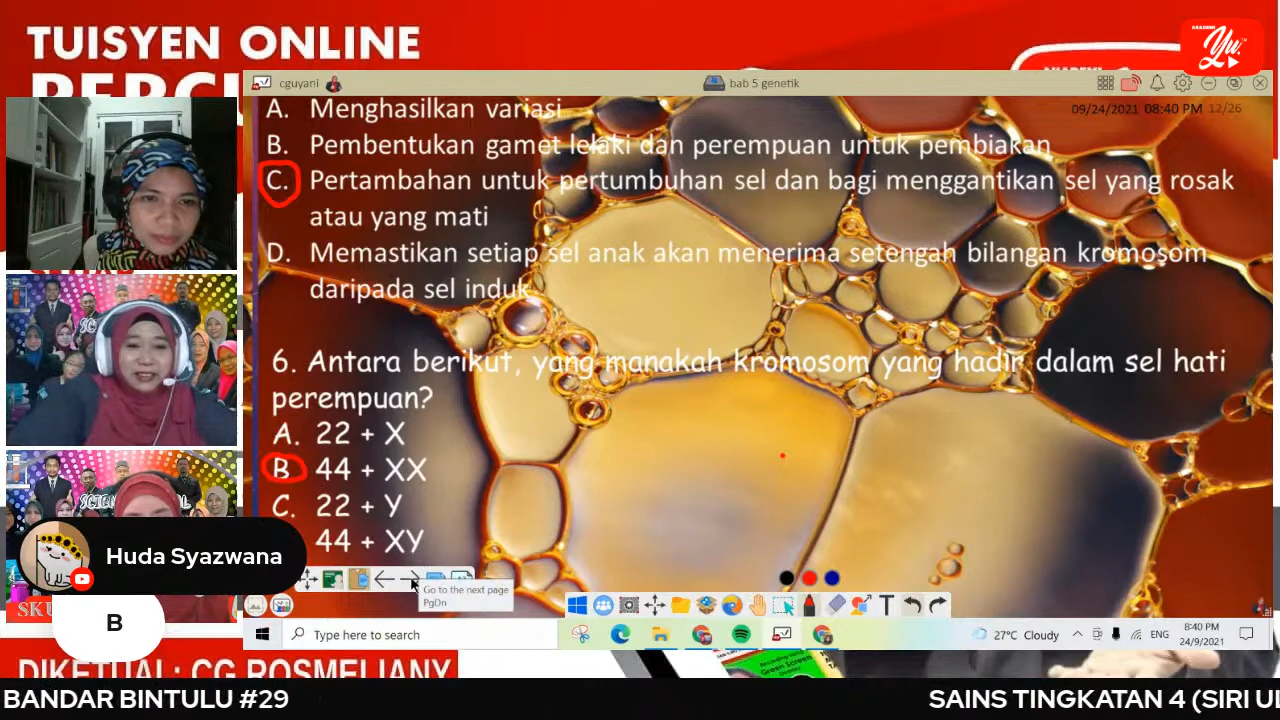 TUISYEN ONLINE
AKADEMI
Yu
cguyani
bab 5 genetik
09/24/2021 08:40 PM 12/26
A. Menghasilkan variasi
B. Pembentukan gamet lelaki dan perempuan untuk pembiakan
C. Pertambahan untuk pertumbuhan sel dan bagi menggantikan sel yang rosak
atau yang mati
D. Memastikan setiap sel anak akan menerima setengah bilangan kromosom
daripada sel induk
6. Antara berikut, yang manakah kromosom yang hadir dalam sel hati
perempuan?
A. 22 + X
B 44 + XX
C. 22 + Y
44 + XY
Huda Syazwana
B
Go to the next page
PgDn
Type here to search
27°C Cloudy
ENG
8:40 PM
24/9/2021
Green Screen
DIKETUAI : CG ROSMELIANY
BANDAR BINTULU #29
SAINS TINGKATAN 4 (SIRI